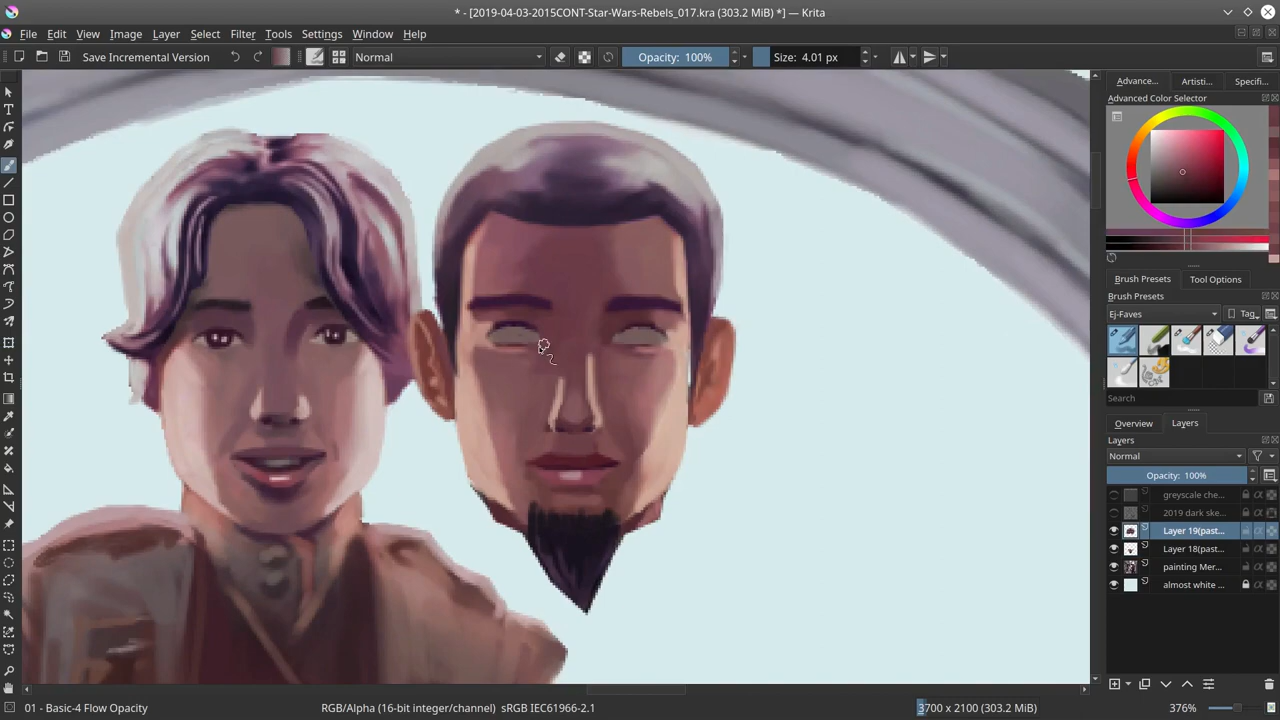 * - [2019-04-03-2015CONT-Star-Wars-Rebels_017.kra (303.2 MiB) *] — Krita
File Edit View Image Layer Select Filter Tools Settings Window Help
Save Incremental Version Normal Opacity: 100% Size: 4.01 px
Advance... Artisti... Specifi...
Advanced Color Selector
Brush Presets Tool Options
Brush Presets
Ej-Faves Tag
Search
Overview Layers
Layers
Normal
Opacity: 100%
greyscale che...
2019 dark ske...
Layer 19(past...
Layer 18(past...
painting Mer...
almost white ...
01 - Basic-4 Flow Opacity RGB/Alpha (16-bit integer/channel) sRGB IEC61966-2.1 3700 x 2100 (303.2 MiB) 376%